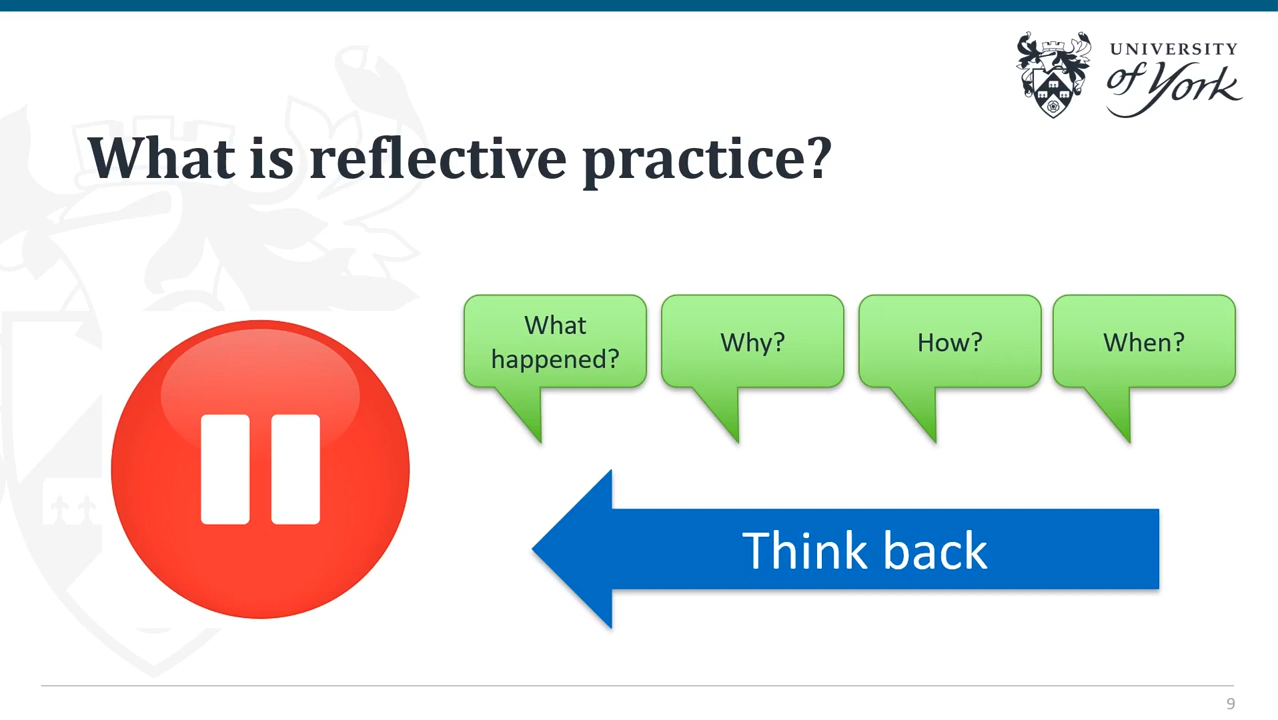 UNIVERSITY
of York
What is reflective practice?
What
happened?
Why?
How?
When?
Think back
9